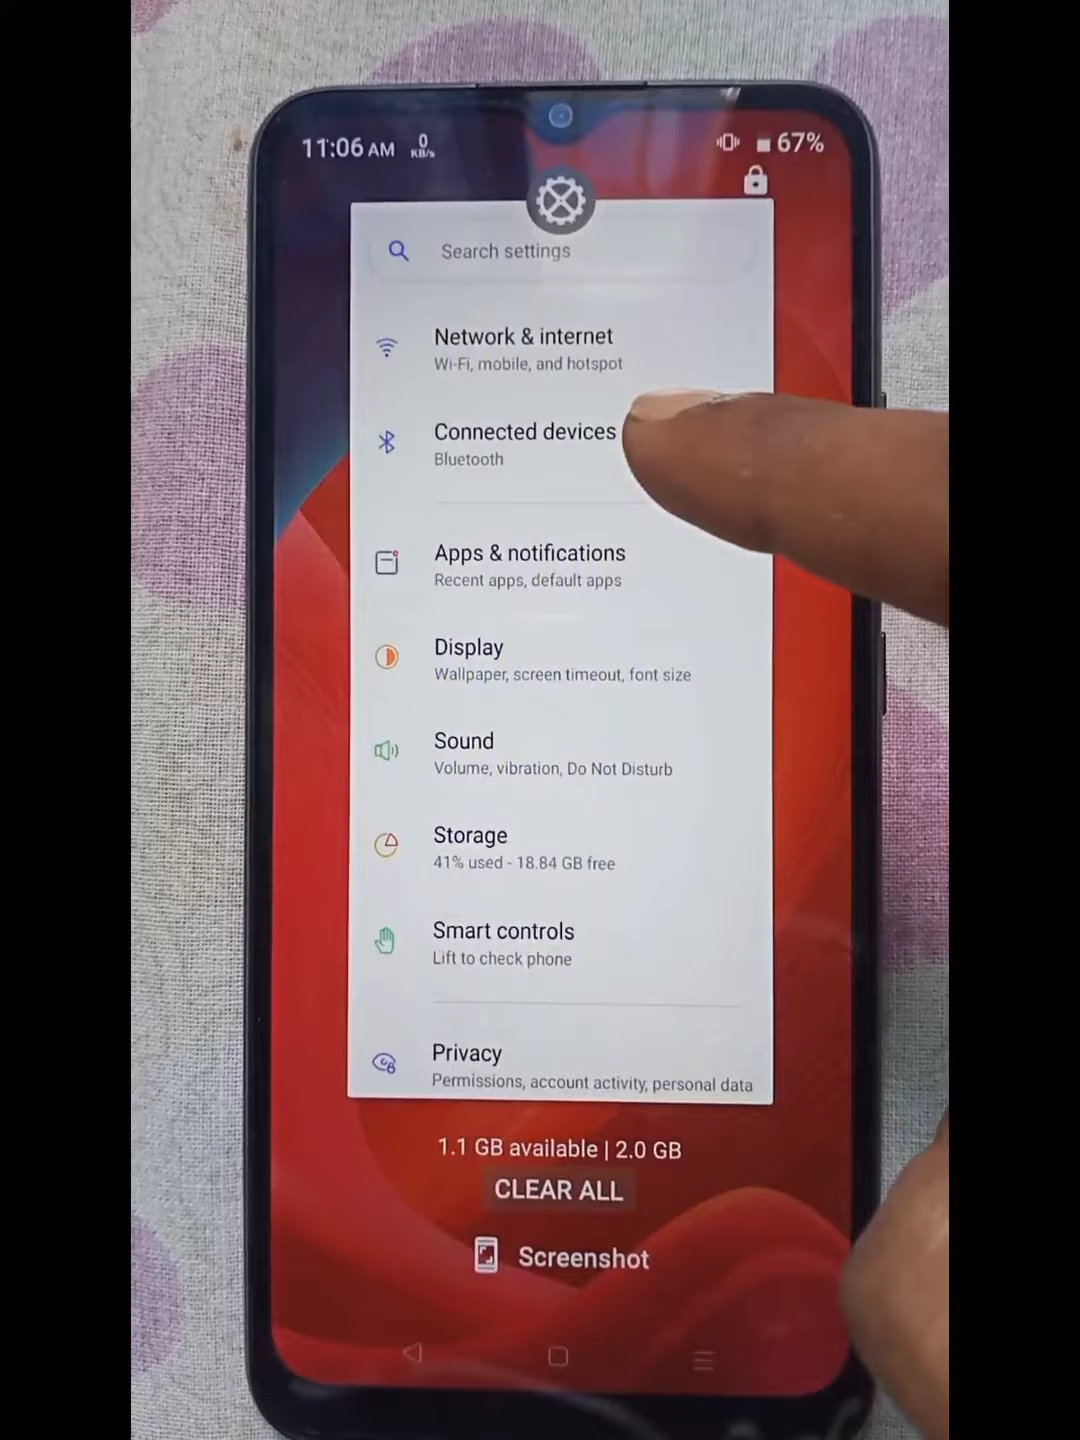 11:06 AM 0 KB/s 67%
Search settings
Network & internet
Wi-Fi, mobile, and hotspot
Connected devices
Bluetooth
Apps & notifications
Recent apps, default apps
Display
Wallpaper, screen timeout, font size
Sound
Volume, vibration, Do Not Disturb
Storage
41% used - 18.84 GB free
Smart controls
Lift to check phone
Privacy
Permissions, account activity, personal data
1.1 GB available | 2.0 GB
CLEAR ALL
Screenshot